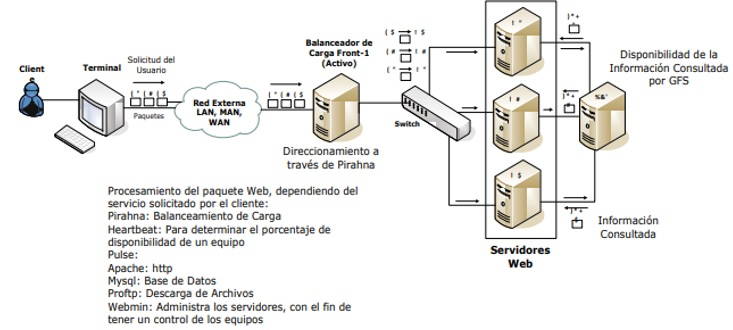 Client
Terminal
Solicitud del
Usuario
Paquetes
Red Externa
LAN, MAN,
WAN
Balanceador de
Carga Front-1
(Activo)
Direccionamiento a
través de Pirahna
Switch
Servidores
Web
Disponibilidad de la
Información Consultada
por GFS
Información
Consultada
Procesamiento del paquete Web, dependiendo del
servicio solicitado por el cliente:
Pirahna: Balanceamiento de Carga
Heartbeat: Para determinar el porcentaje de
disponibilidad de un equipo
Pulse:
Apache: http
Mysql: Base de Datos
Proftp: Descarga de Archivos
Webmin: Administra los servidores, con el fin de
tener un control de los equipos